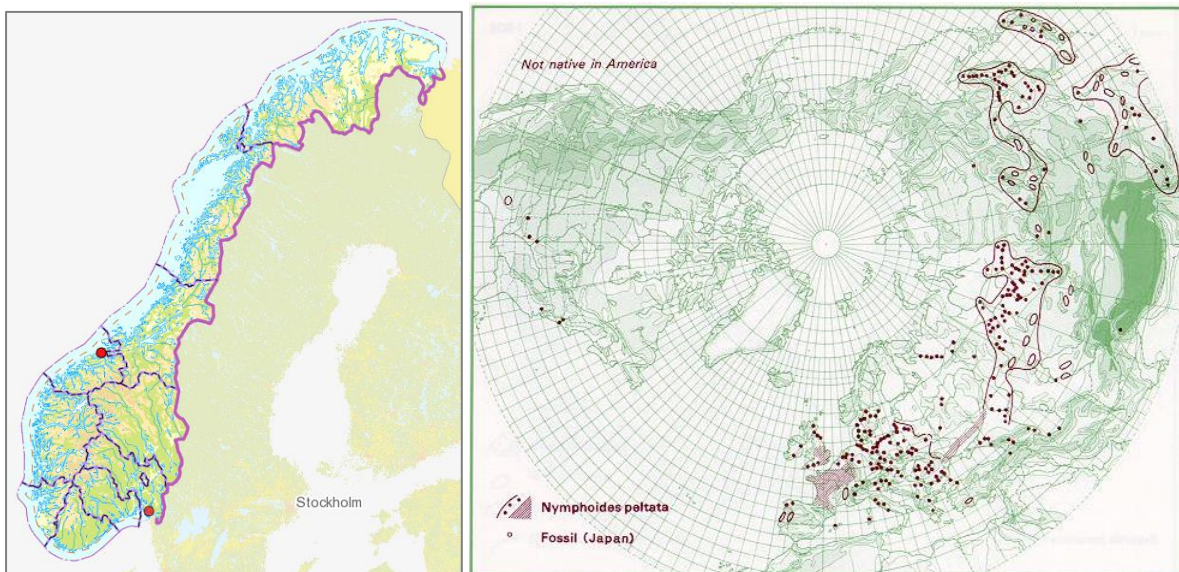 Stockholm
Not native in America
Nymphoides peltata
Fossil (Japan)